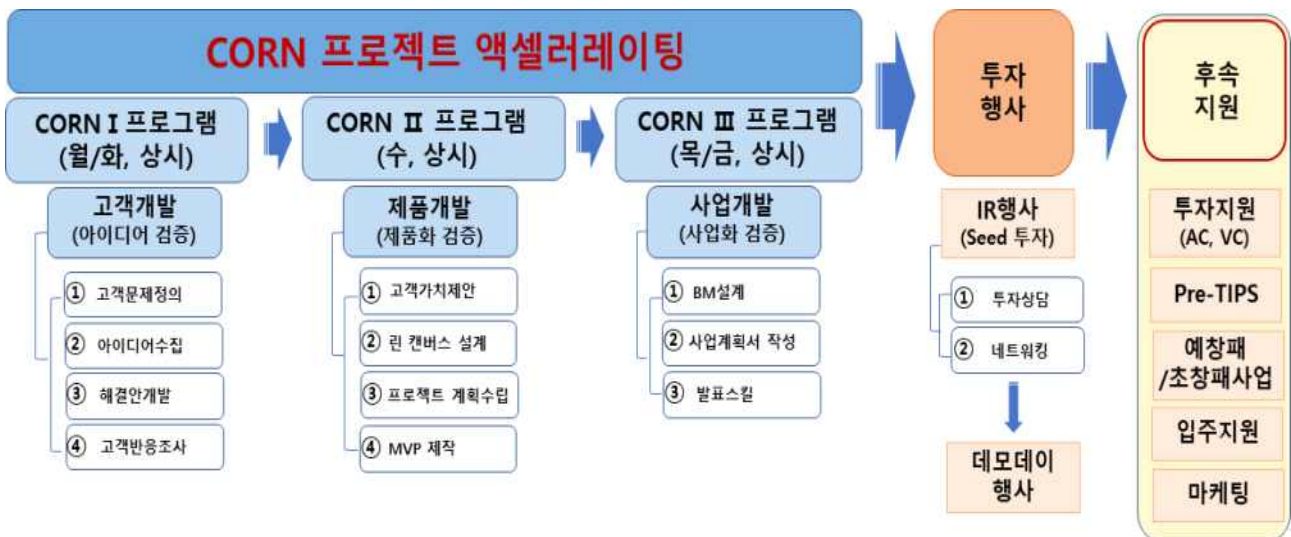 CORN 프로젝트 액셀러레이팅
CORN I 프로그램
(월/화, 상시)
고객개발
(아이디어 검증)
① 고객문제정의
② 아이디어수집
③ 해결안개발
④ 고객반응조사
CORN Ⅱ 프로그램
(수, 상시)
제품개발
(제품화 검증)
① 고객가치제안
② 린 캔버스 설계
③ 프로젝트 계획수립
④ MVP 제작
CORN Ⅲ 프로그램
(목/금, 상시)
사업개발
(사업화 검증)
① BM설계
② 사업계획서 작성
③ 발표스킬
투자
행사
IR행사
(Seed 투자)
① 투자상담
② 네트워킹
데모데이
행사
후속
지원
투자지원
(AC, VC)
Pre-TIPS
예창패
/초창패사업
입주지원
마케팅